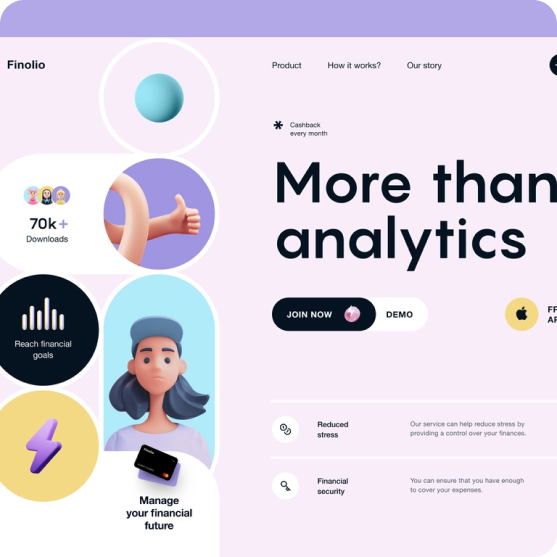 Finolio
Product
How it works?
Our story
Cashback
every month
More than
analytics
70k+
Downloads
JOIN NOW
DEMO
Reach financial
goals
Reduced
stress
Our service can help reduce stress by
providing a control over your finances.
Financial
security
You can ensure that you have enough
to cover your expenses.
Manage
your financial
future